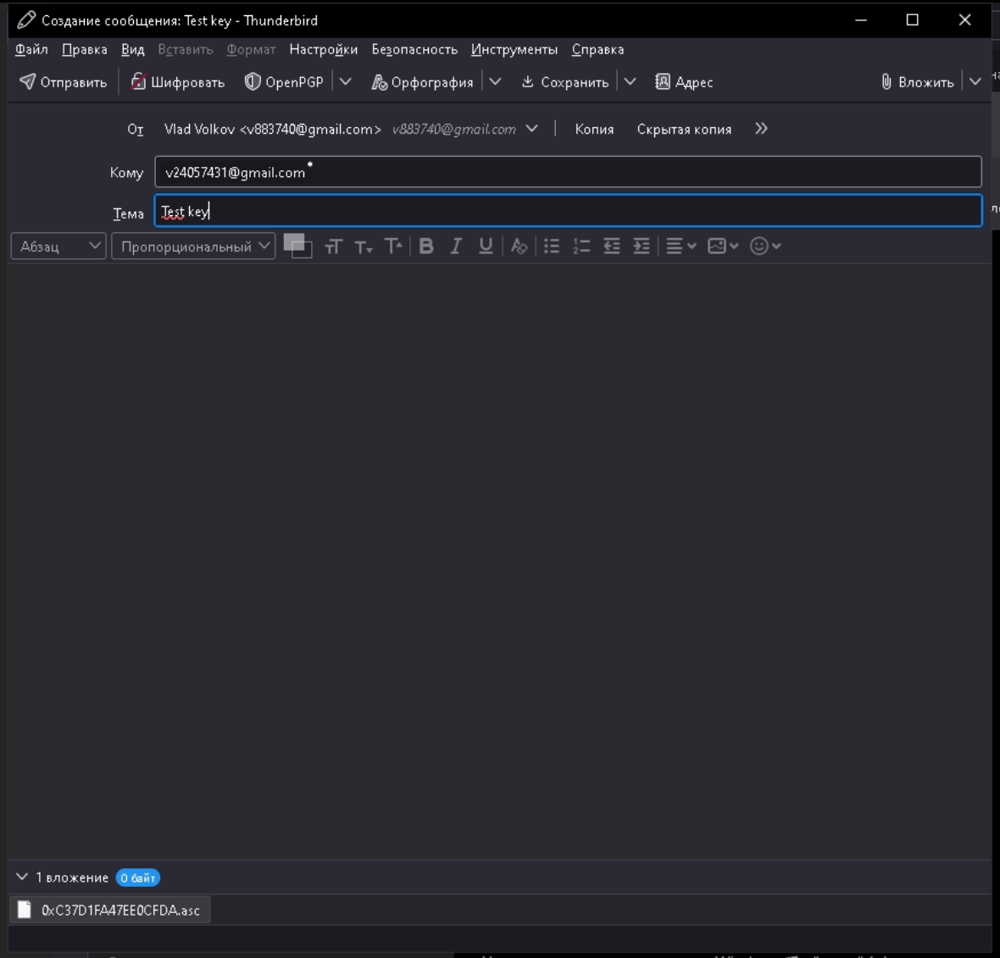 Создание сообщения: Test key - Thunderbird
Файл Правка Вид Вставить Формат Настройки Безопасность Инструменты Справка
Отправить Шифровать OpenPGP Орфография Сохранить Адрес Вложить
От Vlad Volkov <v883740@gmail.com> v883740@gmail.com Копия Скрытая копия
Кому v24057431@gmail.com
Тема Test key
Абзац Пропорциональный
1 вложение 0 байт
0xC37D1FA47EE0CFDA.asc